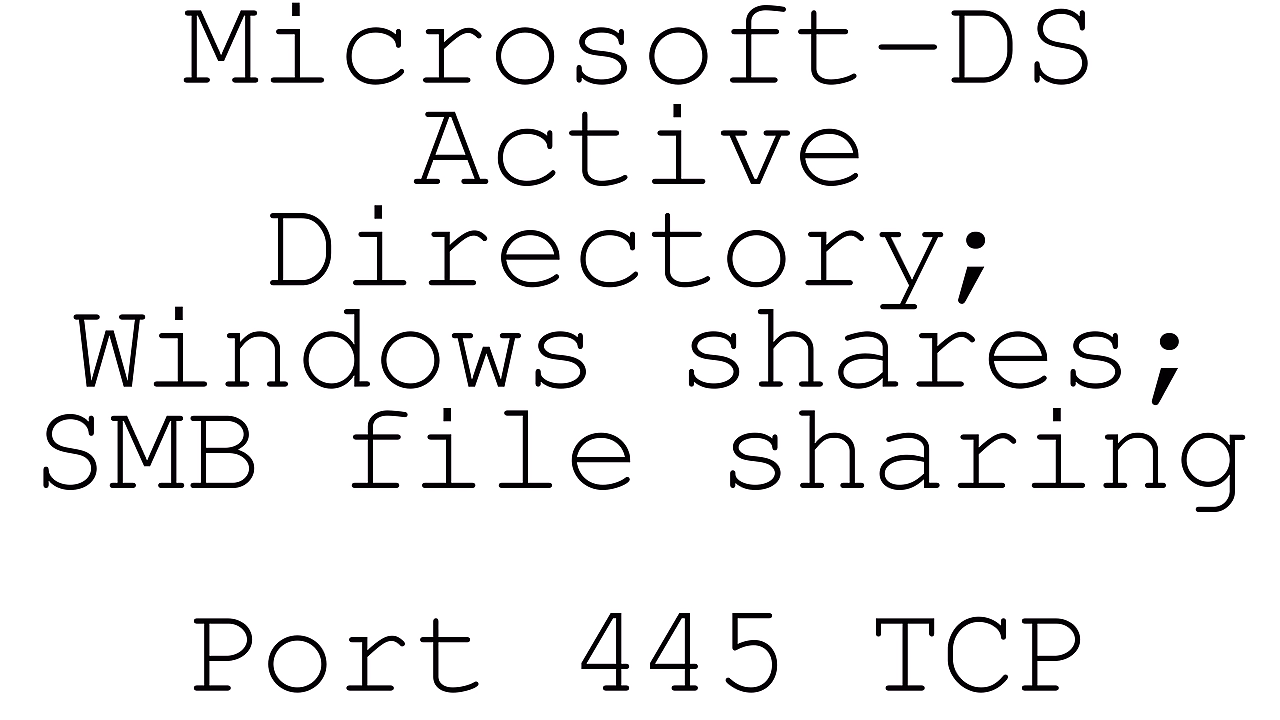 Microsoft-DS
Active
Directory;
Windows shares;
SMB file sharing
Port 445 TCP